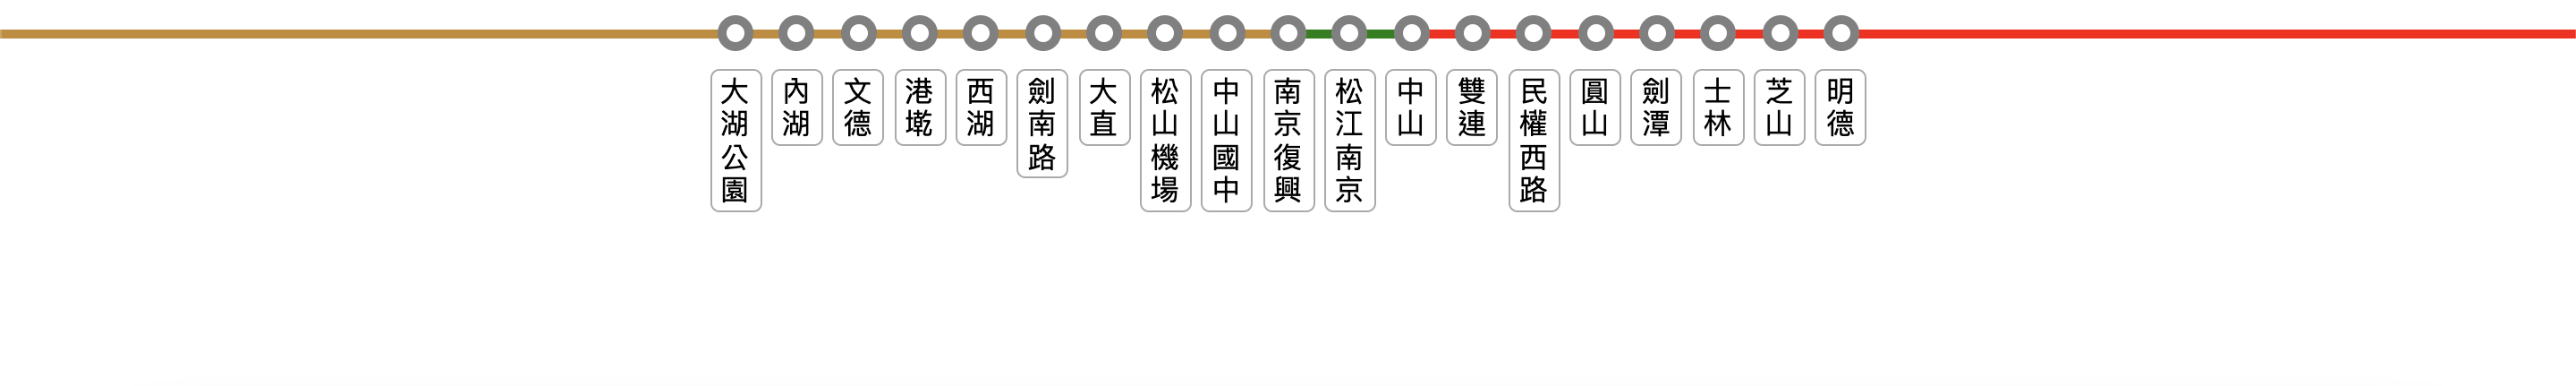 大湖公園
內湖
文德
港墘
西湖
劍南路
大直
松山機場
中山國中
南京復興
松江南京
中山
雙連
民權西路
圓山
劍潭
士林
芝山
明德